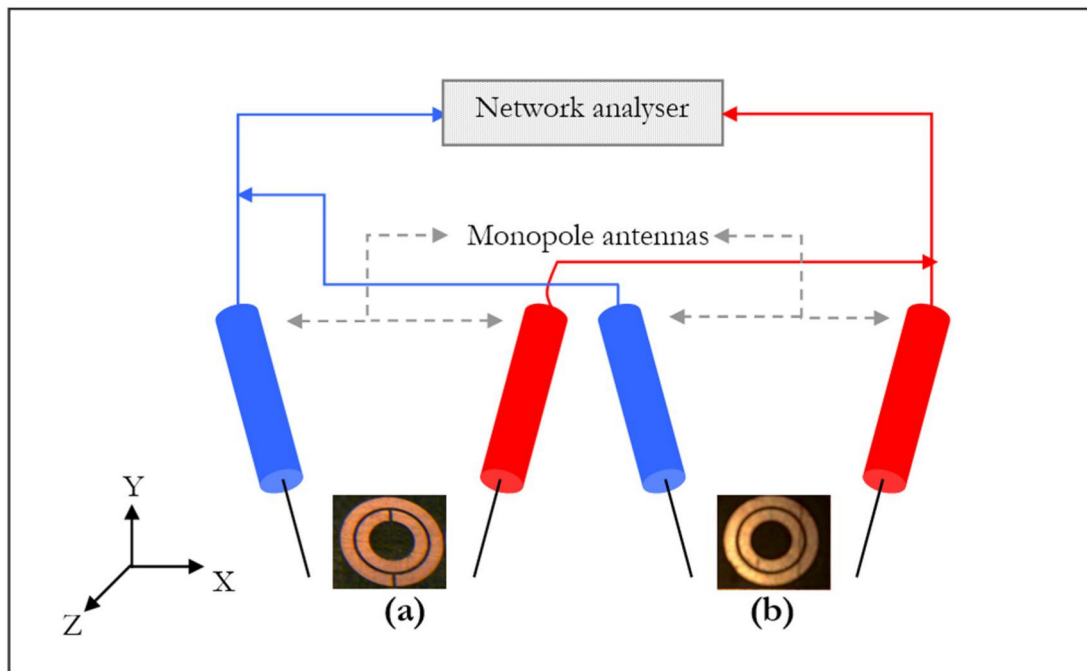 Network analyser
Monopole antennas
Y
X
Z
(a)
(b)